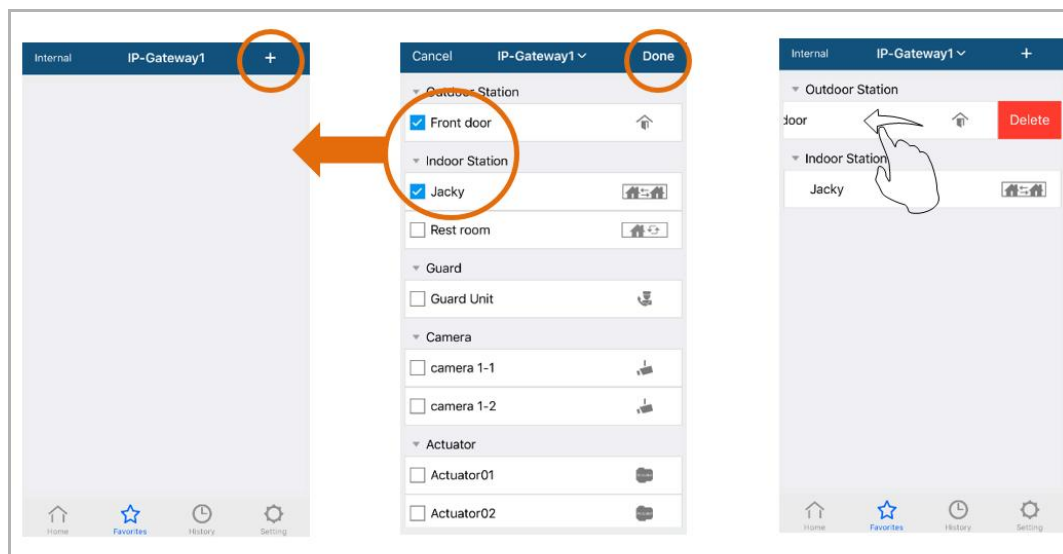 Internal IP-Gateway1 +
Home Favorites History Setting
Cancel IP-Gateway1 Done
Outdoor Station
Front door
Indoor Station
Jacky
Rest room
Guard
Guard Unit
Camera
camera 1-1
camera 1-2
Actuator
Actuator01
Actuator02
Internal IP-Gateway1 +
Outdoor Station
door Delete
Indoor Station
Jacky
Home Favorites History Setting